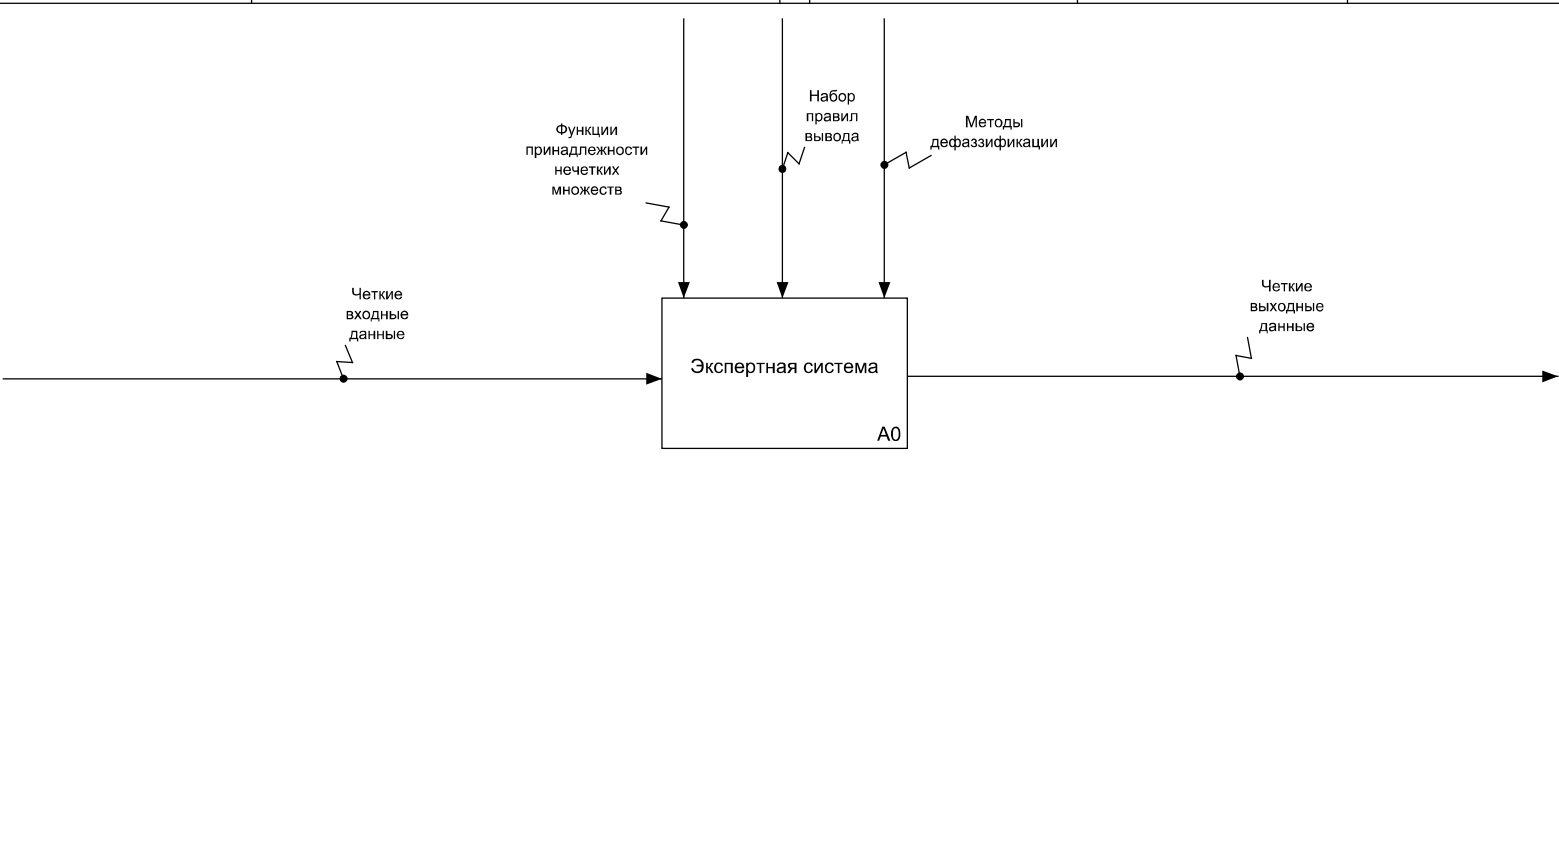 Набор
правил
вывода
Методы
дефаззификации
Функции
принадлежности
нечетких
множеств
Четкие
входные
данные
Четкие
выходные
данные
Экспертная система
A0